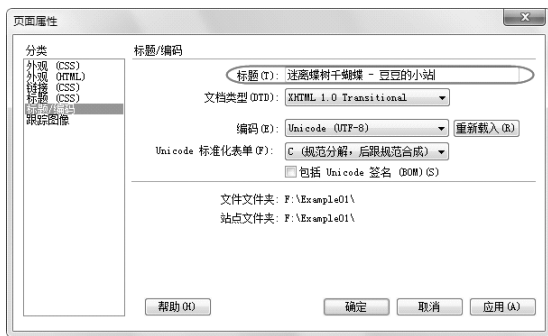 页面属性
分类
外观 (CSS)
外观 (HTML)
链接 (CSS)
标题 (CSS)
标题/编码
跟踪图像
标题/编码
标题(T): 迷离蝶树千蝴蝶 - 豆豆的小站
文档类型(DTD): XHTML 1.0 Transitional
编码(E): Unicode (UTF-8) 重新载入(R)
Unicode 标准化表单(F): C (规范分解，后跟规范合成)
包括 Unicode 签名 (BOM)(S)
文件文件夹: F:\Example01\
站点文件夹: F:\Example01\
帮助(H) 确定 取消 应用(A)